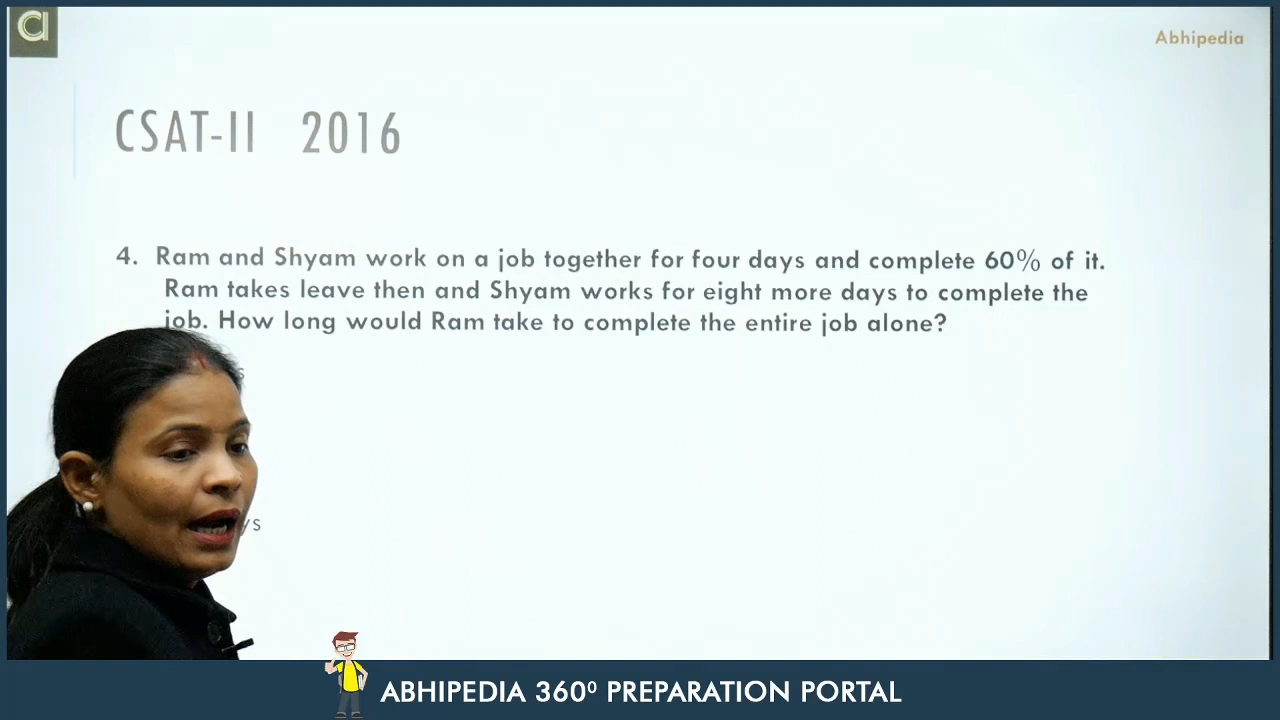 Abhipedia
CSAT-II 2016
4. Ram and Shyam work on a job together for four days and complete 60% of it.
Ram takes leave then and Shyam works for eight more days to complete the
job. How long would Ram take to complete the entire job alone?
ABHIPEDIA 360⁰ PREPARATION PORTAL